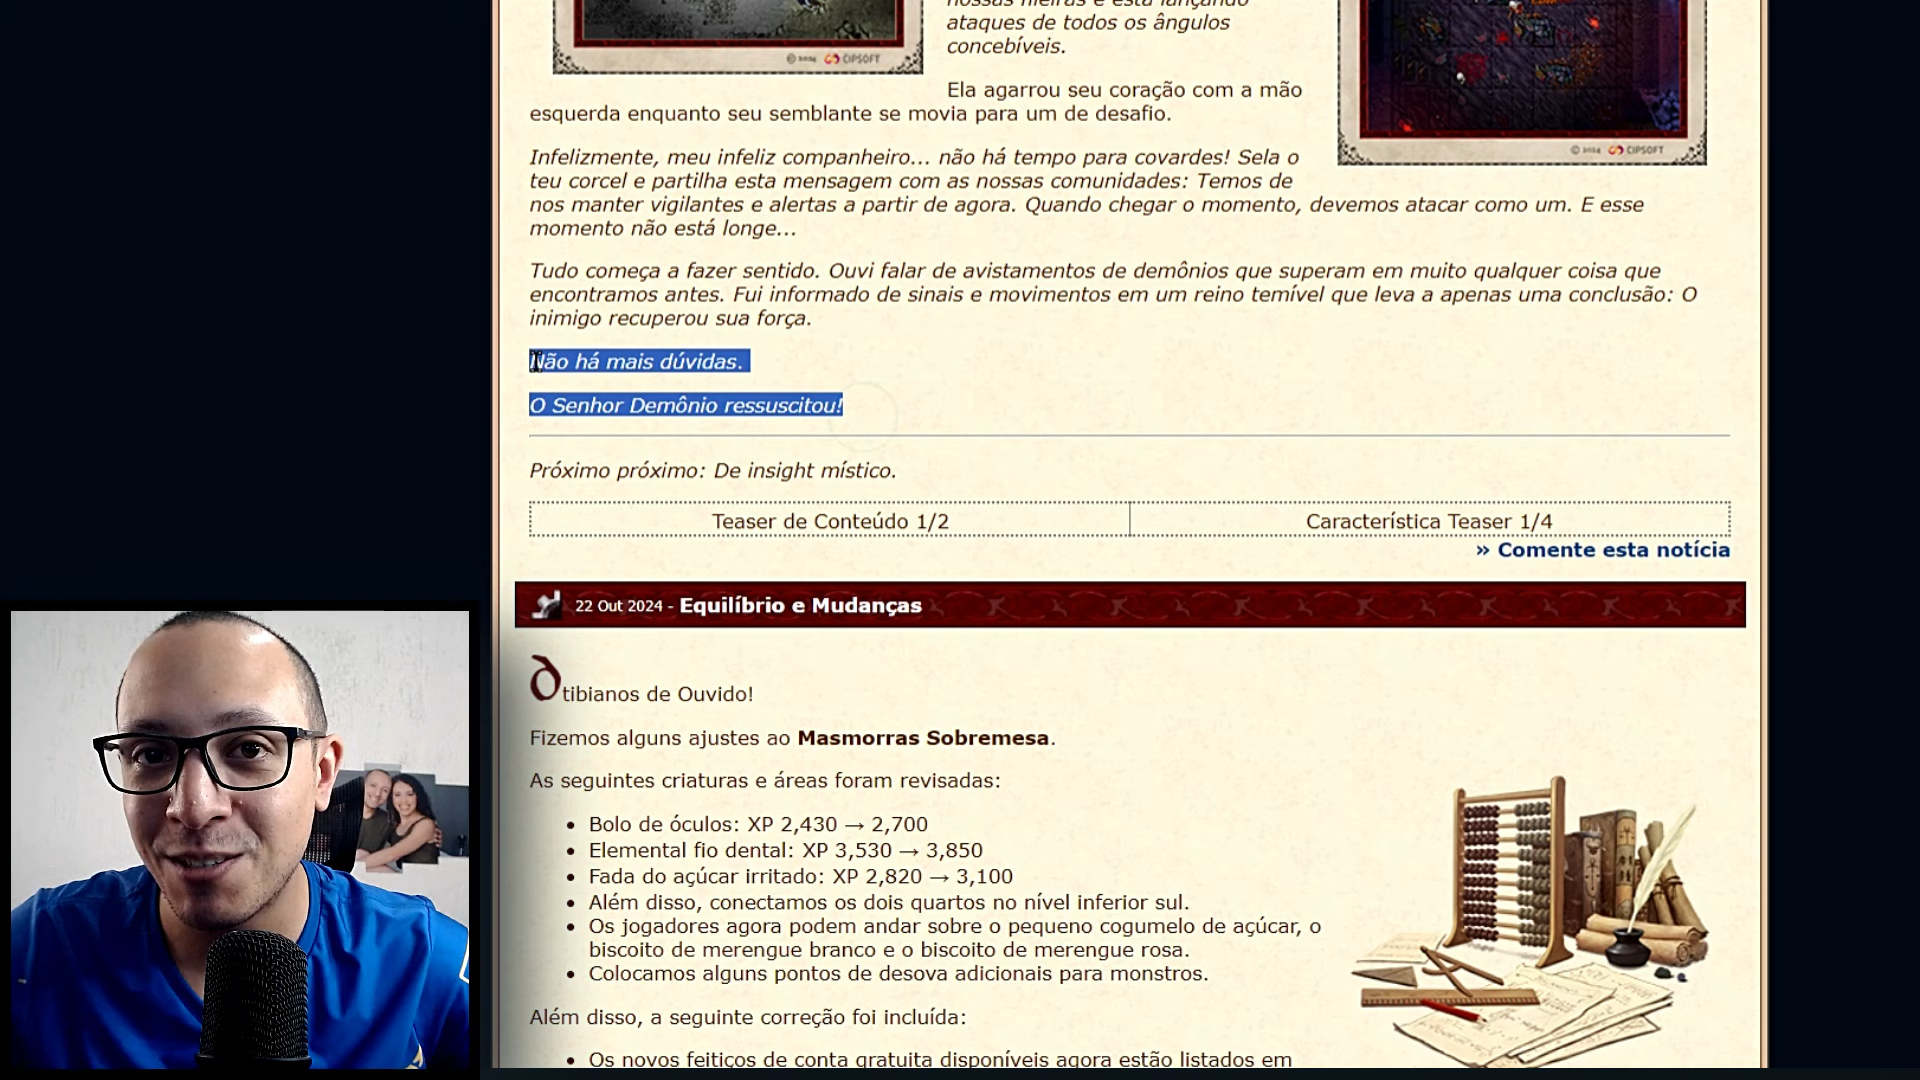 nossas fileiras e está lançando
ataques de todos os ângulos
concebíveis.
© 2024 CIPSOFT
© 2024 CIPSOFT
Ela agarrou seu coração com a mão
esquerda enquanto seu semblante se movia para um de desafio.
Infelizmente, meu infeliz companheiro... não há tempo para covardes! Sela o
teu corcel e partilha esta mensagem com as nossas comunidades: Temos de
nos manter vigilantes e alertas a partir de agora. Quando chegar o momento, devemos atacar como um. E esse
momento não está longe...
Tudo começa a fazer sentido. Ouvi falar de avistamentos de demônios que superam em muito qualquer coisa que
encontramos antes. Fui informado de sinais e movimentos em um reino temível que leva a apenas uma conclusão: O
inimigo recuperou sua força.
Não há mais dúvidas.
O Senhor Demônio ressuscitou!
Próximo próximo: De insight místico.
Teaser de Conteúdo 1/2
Característica Teaser 1/4
» Comente esta notícia
22 Out 2024 - Equilíbrio e Mudanças
tibianos de Ouvido!
Fizemos alguns ajustes ao Masmorras Sobremesa.
As seguintes criaturas e áreas foram revisadas:
• Bolo de óculos: XP 2,430 → 2,700
• Elemental fio dental: XP 3,530 → 3,850
• Fada do açúcar irritado: XP 2,820 → 3,100
• Além disso, conectamos os dois quartos no nível inferior sul.
• Os jogadores agora podem andar sobre o pequeno cogumelo de açúcar, o
biscoito de merengue branco e o biscoito de merengue rosa.
• Colocamos alguns pontos de desova adicionais para monstros.
Além disso, a seguinte correção foi incluída:
• Os novos feitiços de conta gratuita disponíveis agora estão listados em